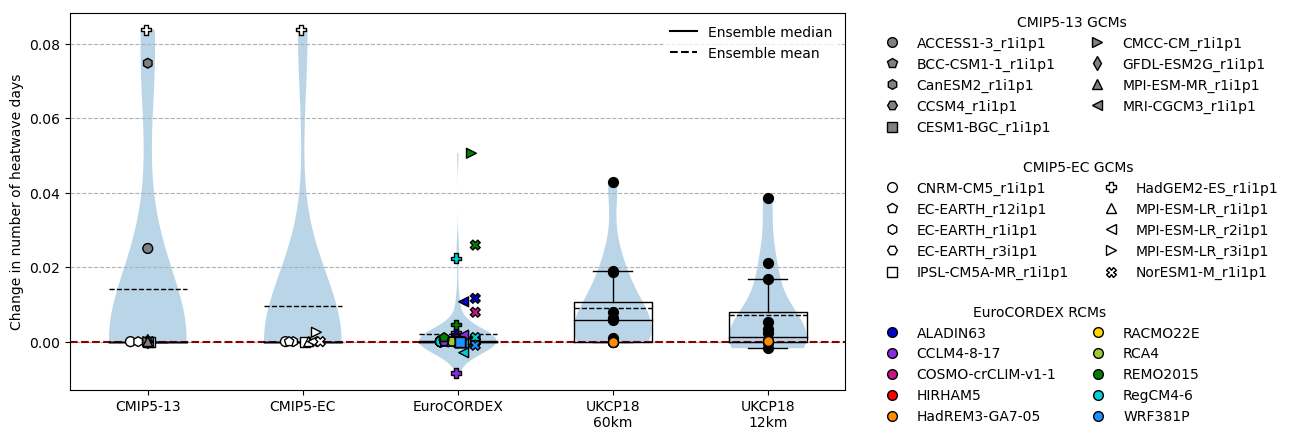 Change in number of heatwave days
0.08
0.06
0.04
0.02
0.00
Ensemble median
Ensemble mean
CMIP5-13
CMIP5-EC
EuroCORDEX
UKCP18
60km
UKCP18
12km
CMIP5-13 GCMs
ACCESS1-3_r1i1p1
BCC-CSM1-1_r1i1p1
CanESM2_r1i1p1
CCSM4_r1i1p1
CESM1-BGC_r1i1p1
CMCC-CM_r1i1p1
GFDL-ESM2G_r1i1p1
MPI-ESM-MR_r1i1p1
MRI-CGCM3_r1i1p1
CMIP5-EC GCMs
CNRM-CM5_r1i1p1
EC-EARTH_r12i1p1
EC-EARTH_r1i1p1
EC-EARTH_r3i1p1
IPSL-CM5A-MR_r1i1p1
HadGEM2-ES_r1i1p1
MPI-ESM-LR_r1i1p1
MPI-ESM-LR_r2i1p1
MPI-ESM-LR_r3i1p1
NorESM1-M_r1i1p1
EuroCORDEX RCMs
ALADIN63
CCLM4-8-17
COSMO-crCLIM-v1-1
HIRHAM5
HadREM3-GA7-05
RACMO22E
RCA4
REMO2015
RegCM4-6
WRF381P